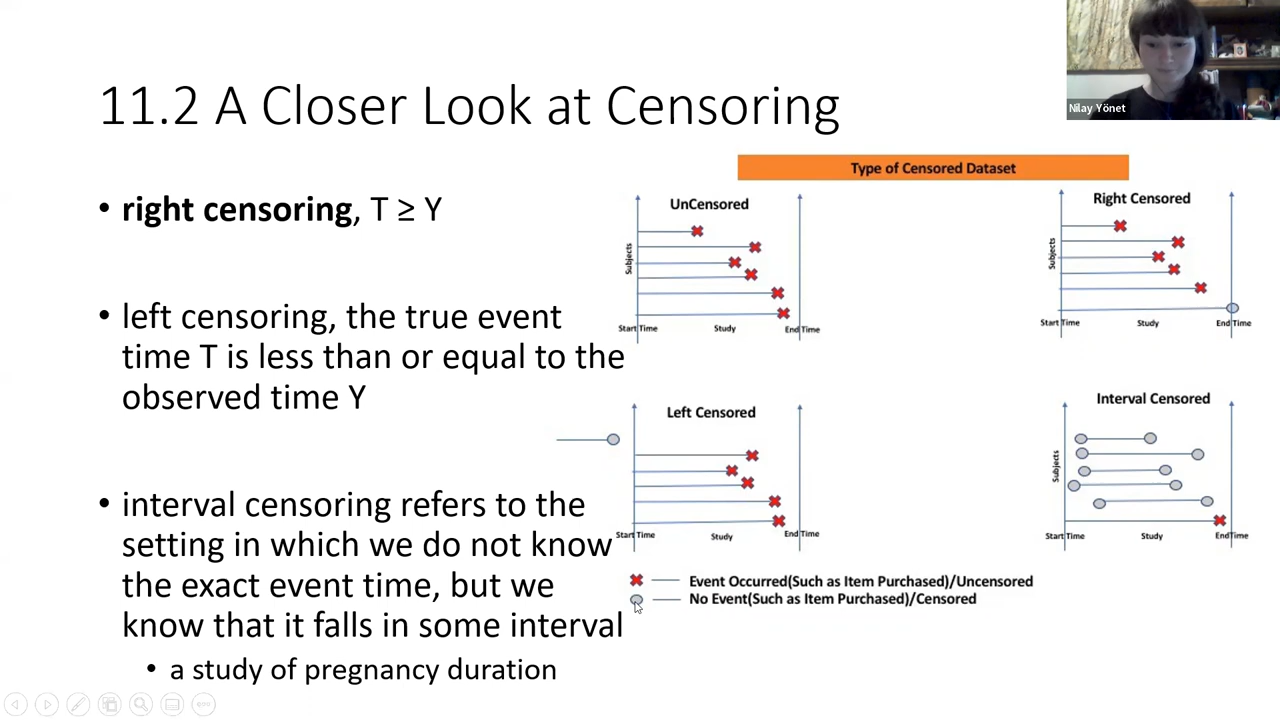 11.2 A Closer Look at Censoring
Nilay Yönet
• right censoring, T ≥ Y
• left censoring, the true event
time T is less than or equal to the
observed time Y
• interval censoring refers to the
setting in which we do not know
the exact event time, but we
know that it falls in some interval
• a study of pregnancy duration
Type of Censored Dataset
UnCensored
Subjects
Start Time
Study
End Time
Right Censored
Subjects
Start Time
Study
End Time
Left Censored
Start Time
Study
End Time
Interval Censored
Subjects
Start Time
Study
EndTime
Event Occurred(Such as Item Purchased)/Uncensored
No Event(Such as Item Purchased)/Censored